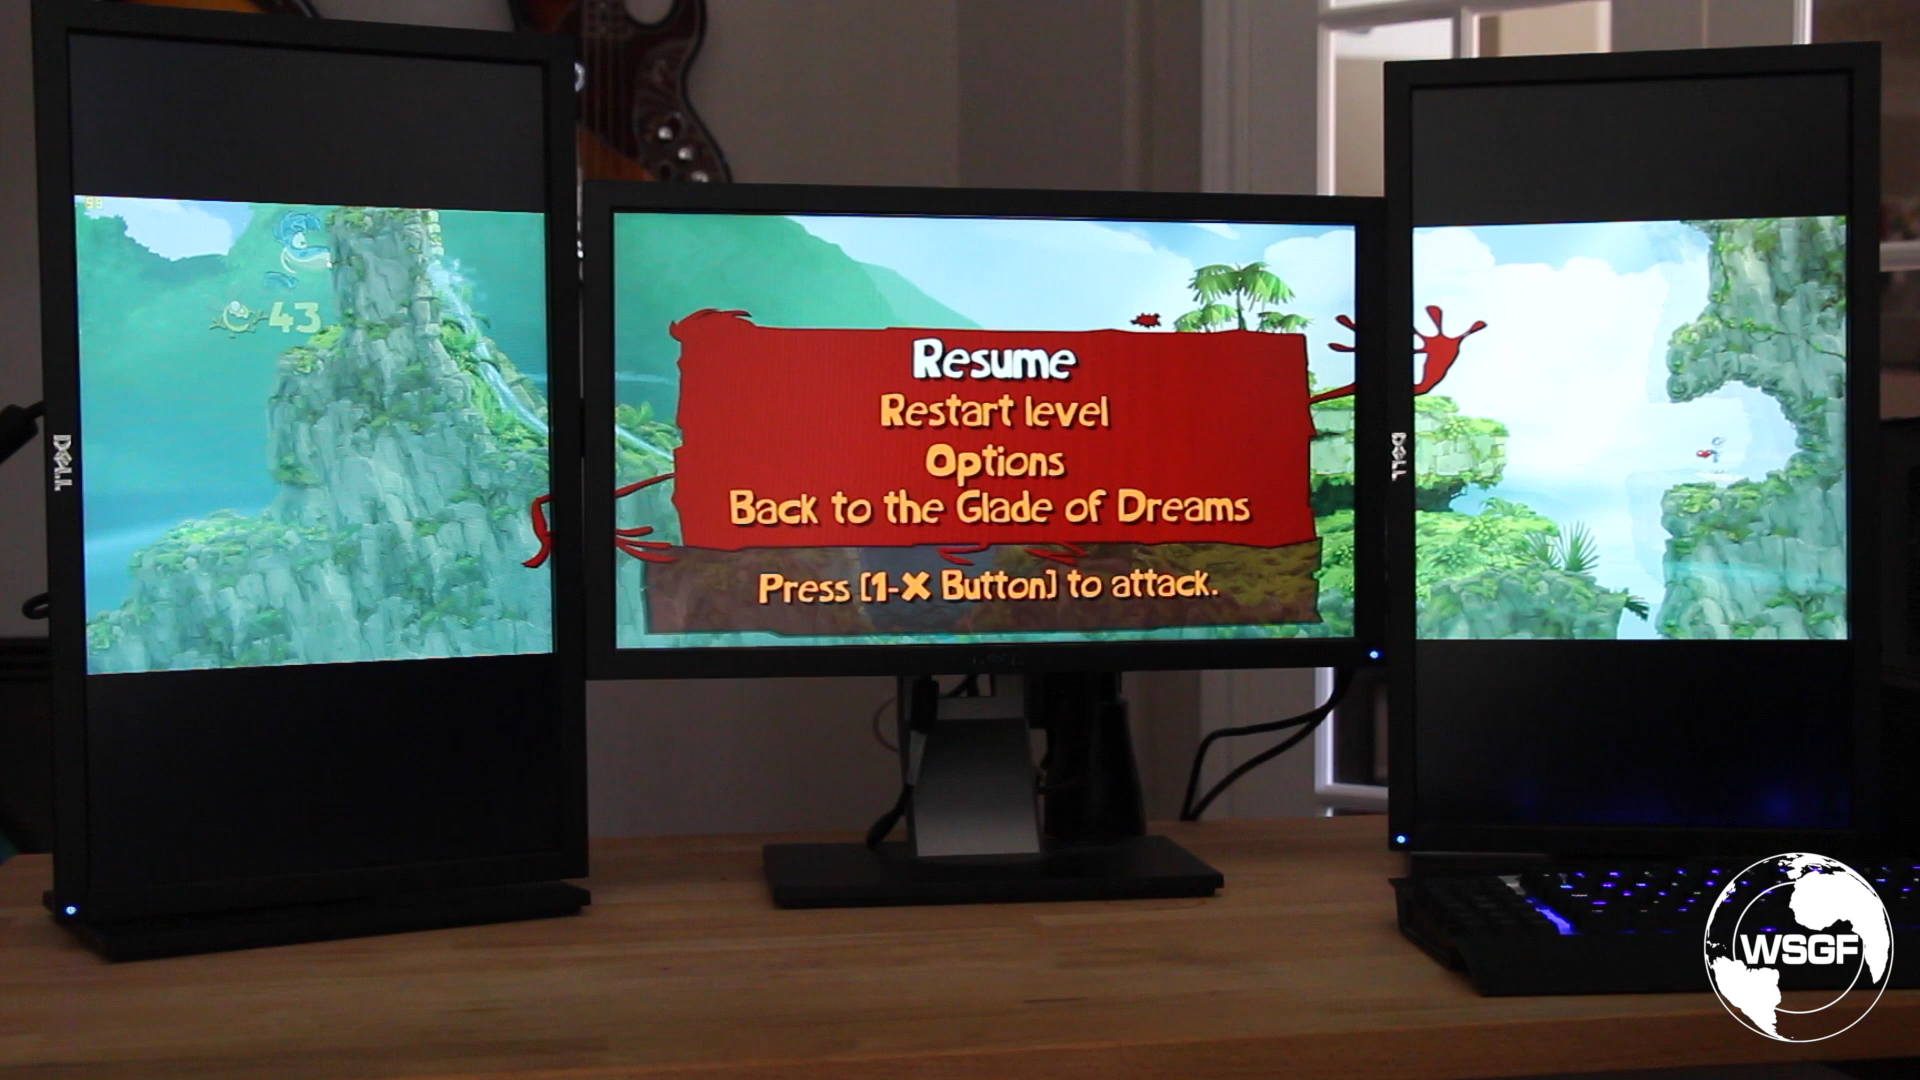 99
43
DELL
Resume
Restart level
Options
Back to the Glade of Dreams
Press [1-X Button] to attack.
DELL
WSGF